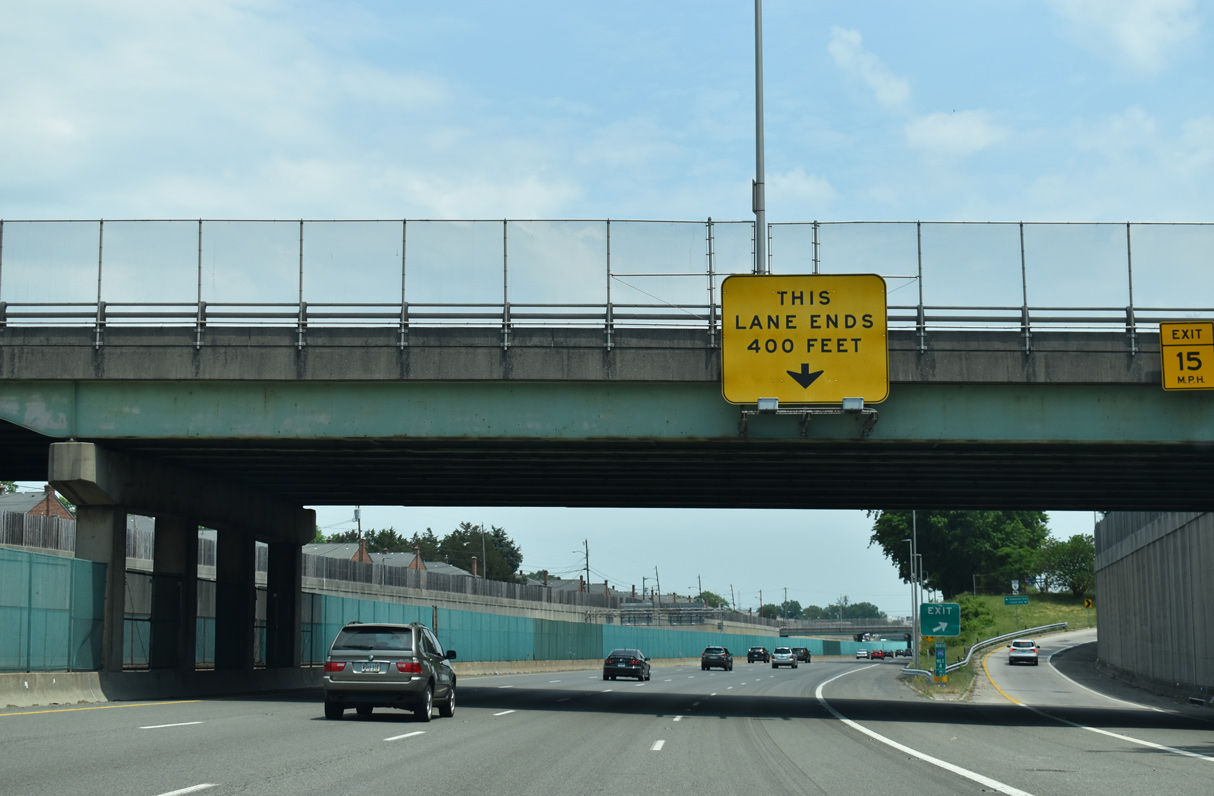 THIS
LANE ENDS
400 FEET
EXIT
15
M.P.H.
EXIT